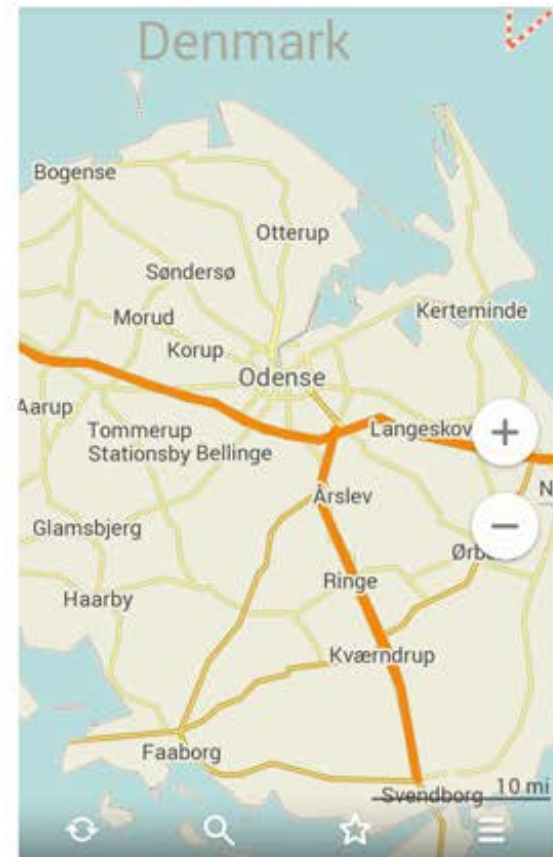 Denmark
Bogense
Otterup
Søndersø
Morud
Kerteminde
Korup
Odense
Aarup
Tommerup
Stationsby
Bellinge
Langeskov
Årslev
N
Glamsbjerg
Ørb
Ringe
Haarby
Kværndrup
Faaborg
10 mi
Svendborg